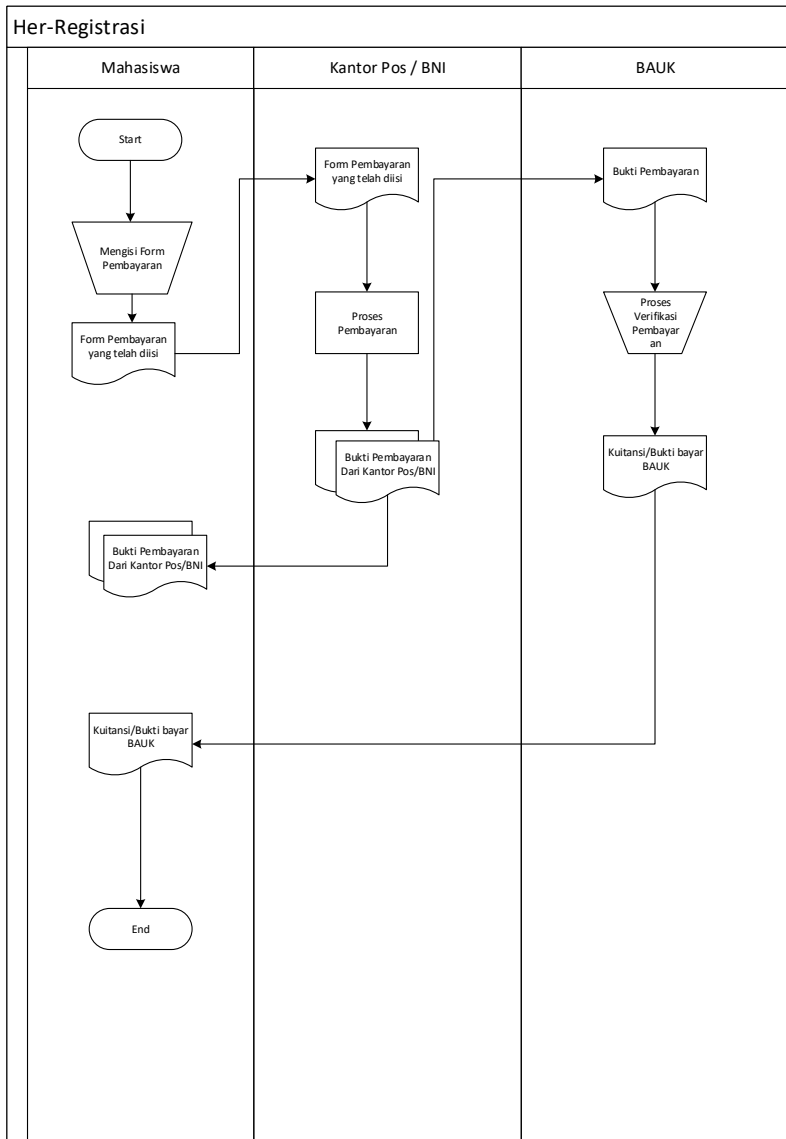 Her-Registrasi
Mahasiswa
Kantor Pos / BNI
BAUK
Start
Mengisi Form
Pembayaran
Form Pembayaran
yang telah diisi
Form Pembayaran
yang telah diisi
Proses
Pembayaran
Bukti Pembayaran
Dari Kantor Pos/BNI
Bukti Pembayaran
Proses
Verifikasi
Pembayar
an
Kuitansi/Bukti bayar
BAUK
Bukti Pembayaran
Dari Kantor Pos/BNI
Kuitansi/Bukti bayar
BAUK
End